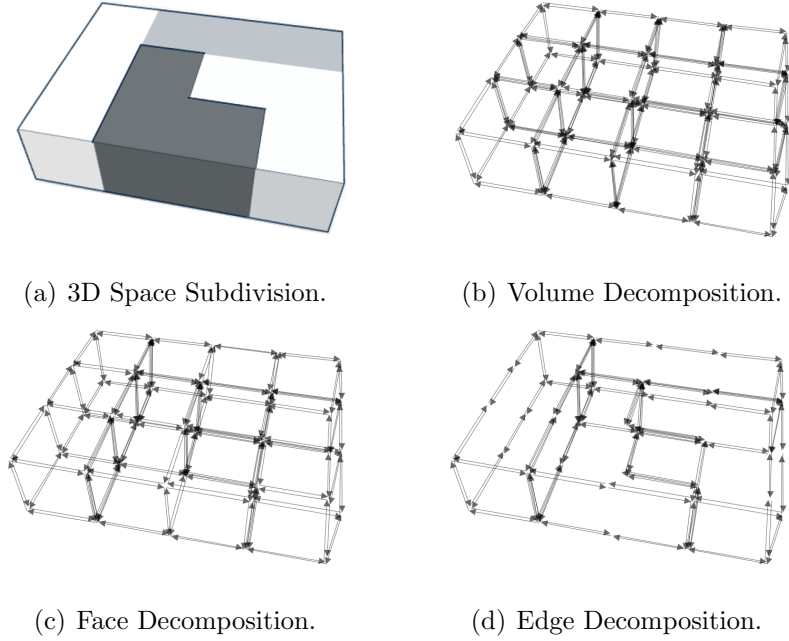 (a) 3D Space Subdivision.
(b) Volume Decomposition.
(c) Face Decomposition.
(d) Edge Decomposition.